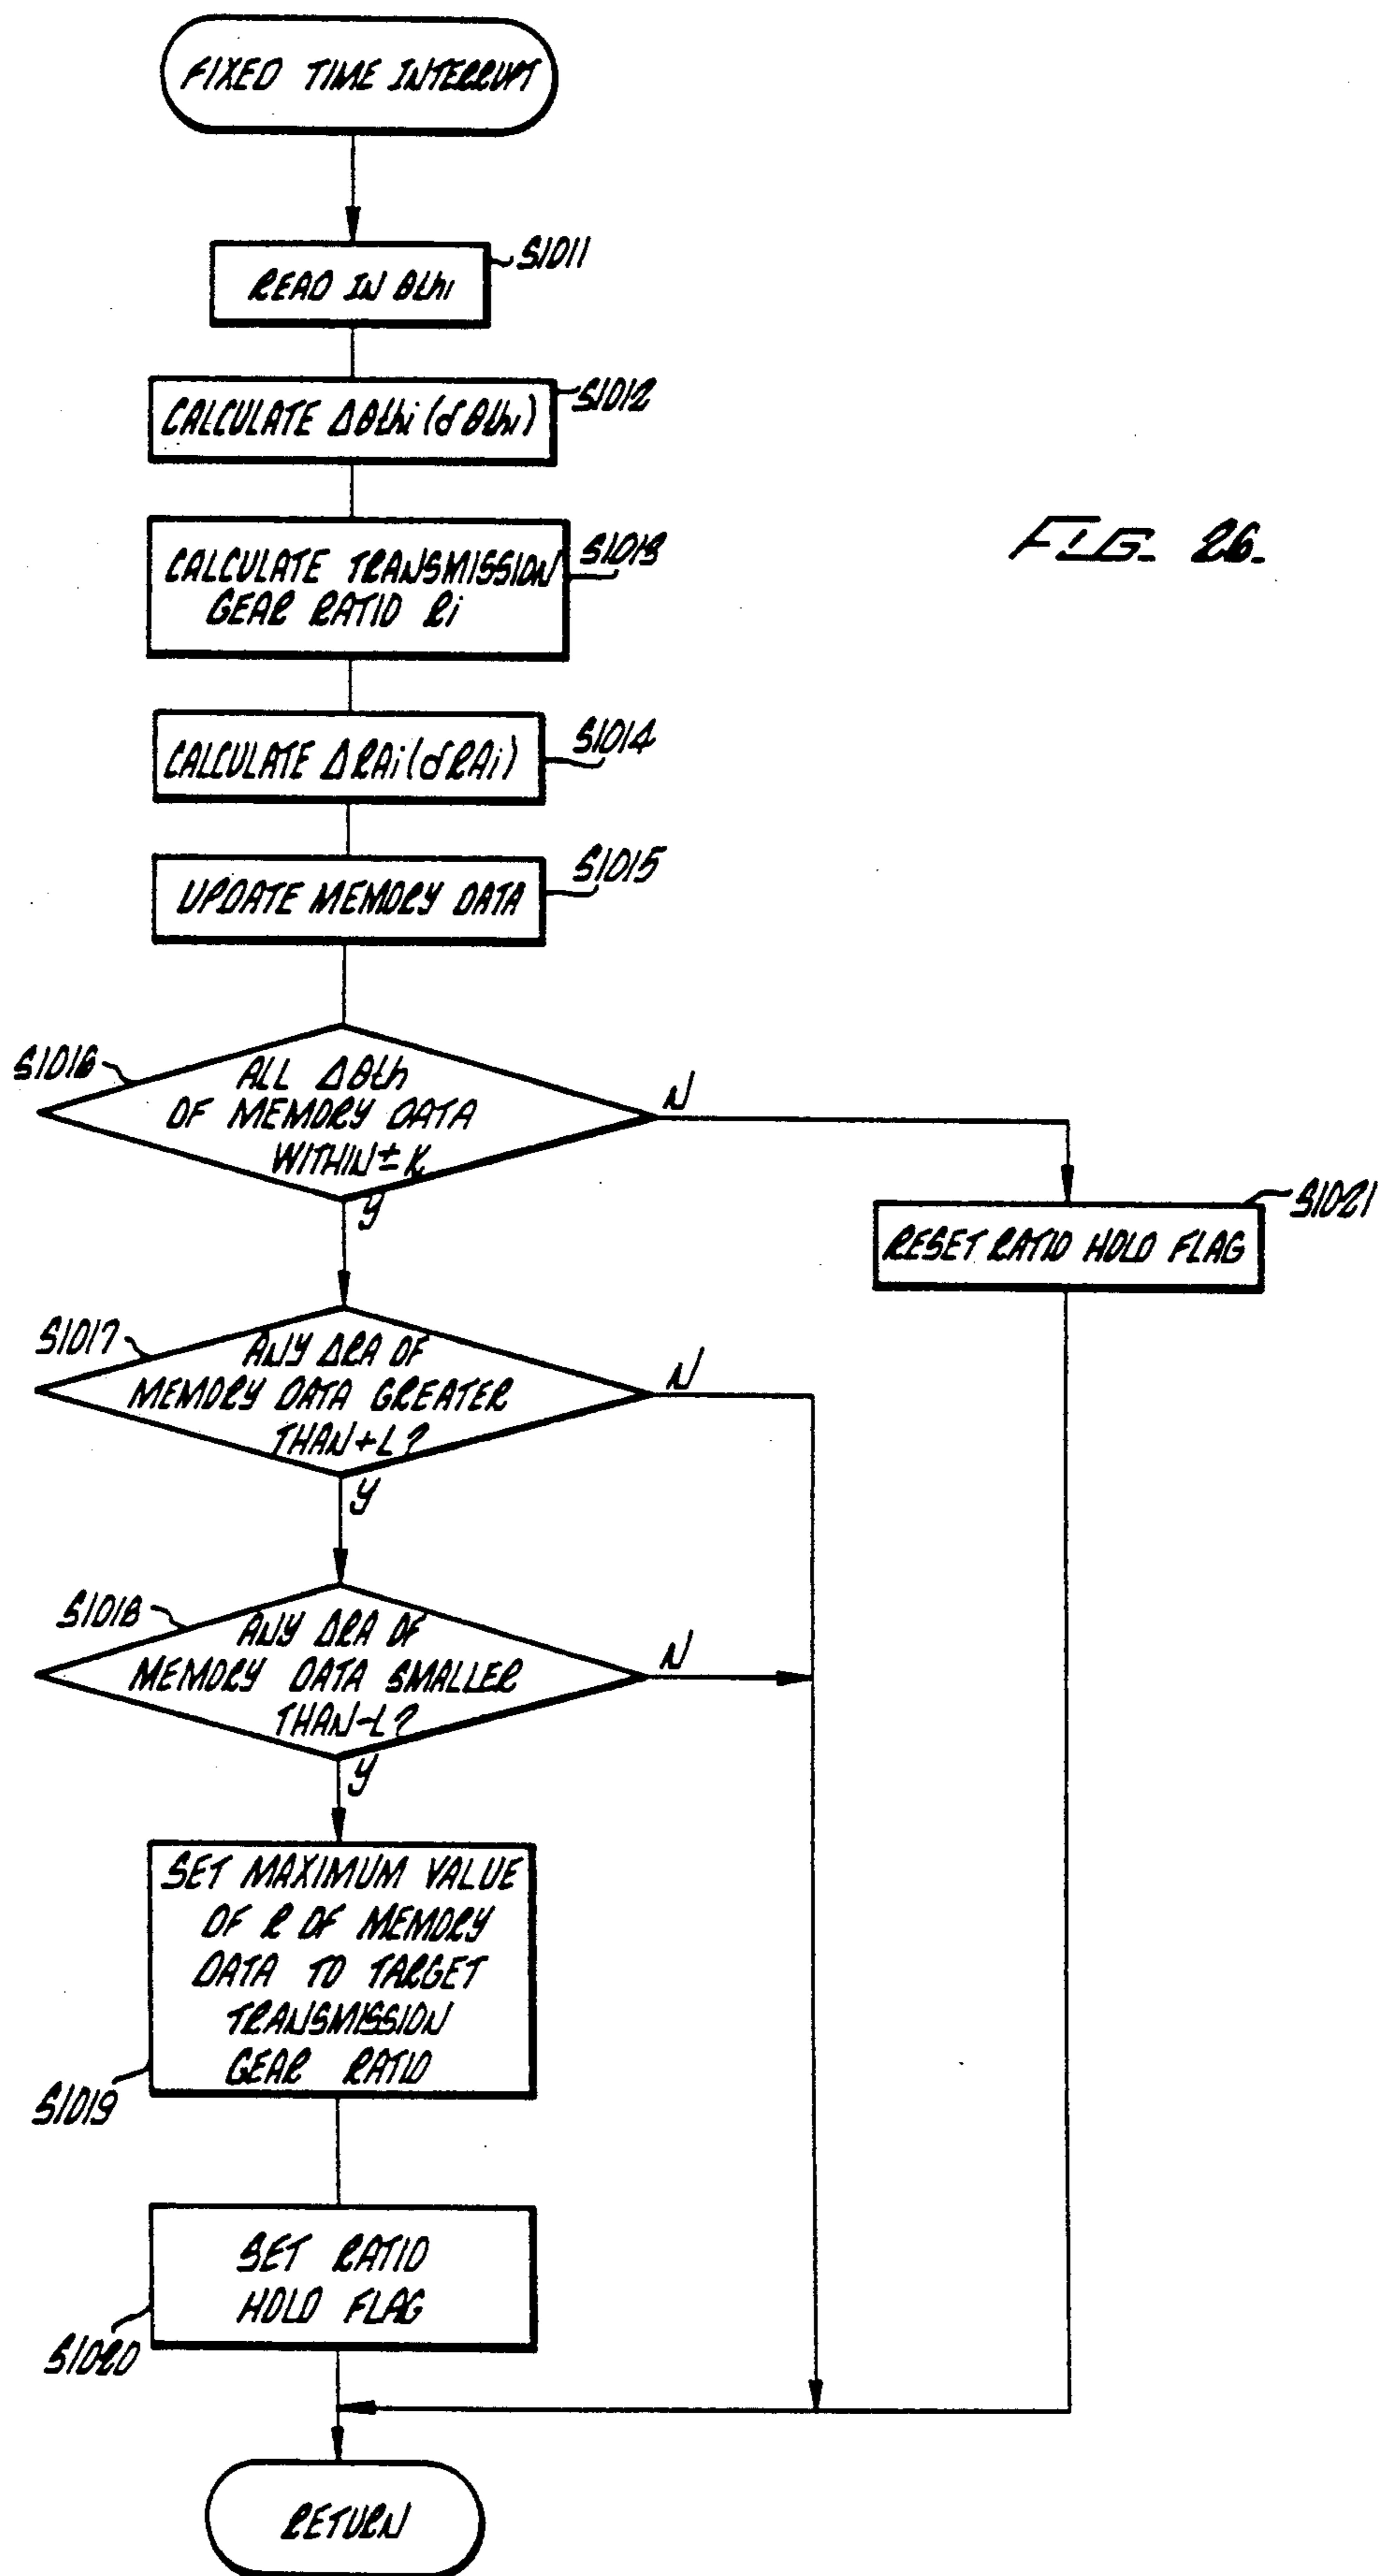 FIXED TIME INTERRUPT
S1011
READ IN θthi
S1012
CALCULATE Δθthi(dθthi)
S1013
CALCULATE TRANSMISSION
GEAR RATIO Ri
FIG. 26.
S1014
CALCULATE ΔRAi(dRAi)
S1015
UPDATE MEMORY DATA
S1016
ALL Δθth
OF MEMORY DATA
WITHIN ± K
N
Y
S1021
RESET RATIO HOLD FLAG
S1017
ANY ΔRA OF
MEMORY DATA GREATER
THAN+L?
N
Y
S1018
ANY ΔRA OF
MEMORY DATA SMALLER
THAN-L?
N
Y
SET MAXIMUM VALUE
OF R OF MEMORY
DATA TO TARGET
TRANSMISSION
GEAR RATIO
S1019
SET RATIO
HOLD FLAG
S1020
RETURN